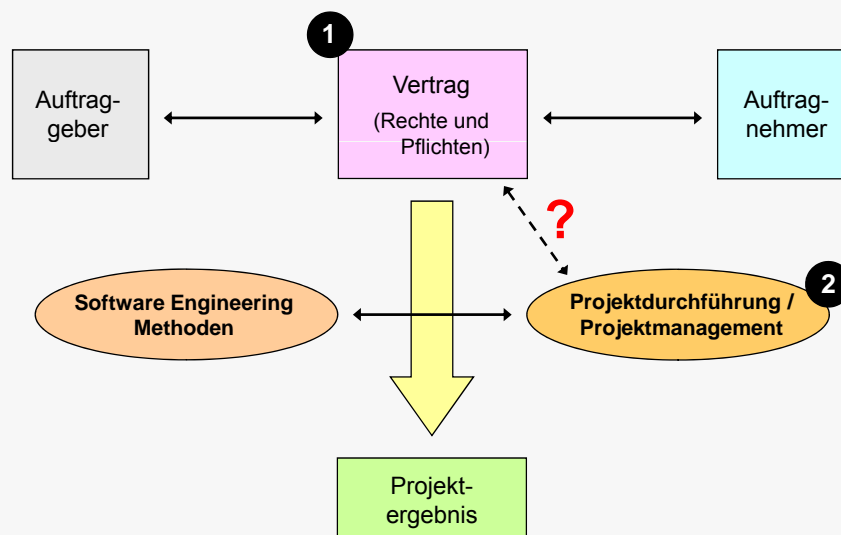 1
Auftrag-
geber
Vertrag
(Rechte und
Pflichten)
Auftrag-
nehmer
?
2
Software Engineering
Methoden
Projektdurchführung /
Projektmanagement
Projekt-
ergebnis